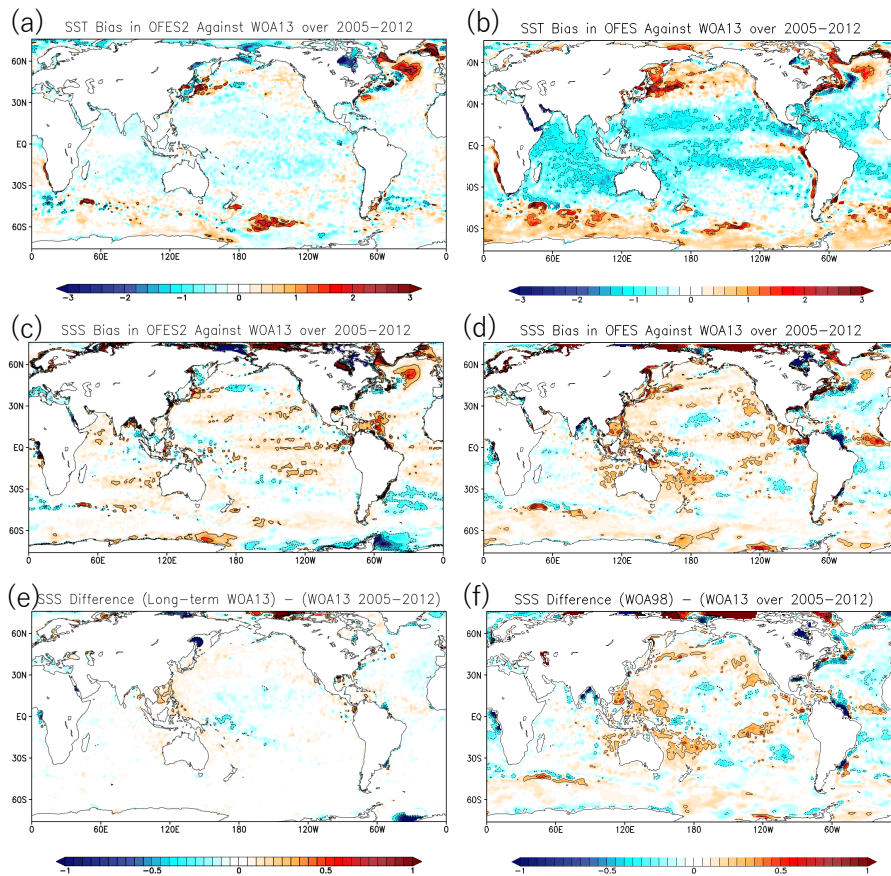 (a)
SST Bias in OFES2 Against WOA13 over 2005−2012
60N
30N
EQ
30S
60S
0 60E 120E 180 120W 60W 0
−3 −2 −1 0 1 2 3
(b)
SST Bias in OFES Against WOA13 over 2005−2012
60N
30N
EQ
30S
60S
0 60E 120E 180 120W 60W
−3 −2 −1 0 1 2 3
(c)
SSS Bias in OFES2 Against WOA13 over 2005−2012
60N
30N
EQ
30S
60S
0 60E 120E 180 120W 60W 0
(d)
SSS Bias in OFES Against WOA13 over 2005−2012
60N
30N
EQ
30S
60S
0 60E 120E 180 120W 60W
(e)
SSS Difference (Long−term WOA13) − (WOA13 2005−2012)
60N
30N
EQ
30S
60S
0 60E 120E 180 120W 60W 0
−1 −0.5 0 0.5 1
(f)
SSS Difference (WOA98) − (WOA13 over 2005−2012)
60N
30N
EQ
30S
60S
0 60E 120E 180 120W 60W
−1 −0.5 0 0.5 1